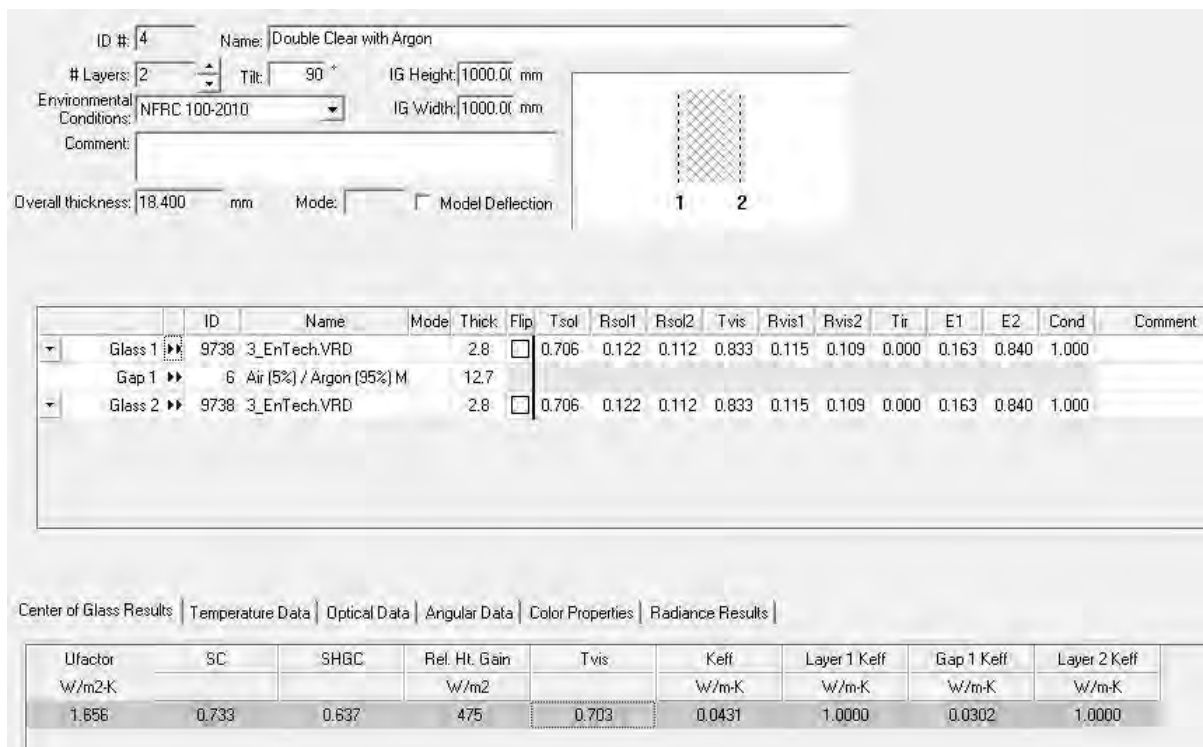 ID #: 4 Name: Double Clear with Argon
# Layers: 2 Tilt: 90 ° IG Height: 1000.0( mm
Environmental Conditions: NFRC 100-2010 IG Width: 1000.0( mm
Comment:
Overall thickness: 18.400 mm Mode: Model Deflection
1 2
ID Name Mode Thick Flip Tsol Rsol1 Rsol2 Tvis Rvis1 Rvis2 Tir E1 E2 Cond Comment
Glass 1 9738 3_EnTech.VRD 2.8 0.706 0.122 0.112 0.833 0.115 0.109 0.000 0.163 0.840 1.000
Gap 1 6 Air (5%) / Argon (95%) M 12.7
Glass 2 9738 3_EnTech.VRD 2.8 0.706 0.122 0.112 0.833 0.115 0.109 0.000 0.163 0.840 1.000
Center of Glass Results Temperature Data Optical Data Angular Data Color Properties Radiance Results
Ufactor SC SHGC Rel. Ht. Gain Tvis Keff Layer 1 Keff Gap 1 Keff Layer 2 Keff
W/m2-K W/m2 W/m-K W/m-K W/m-K W/m-K
1.656 0.733 0.637 475 0.703 0.0431 1.0000 0.0302 1.0000